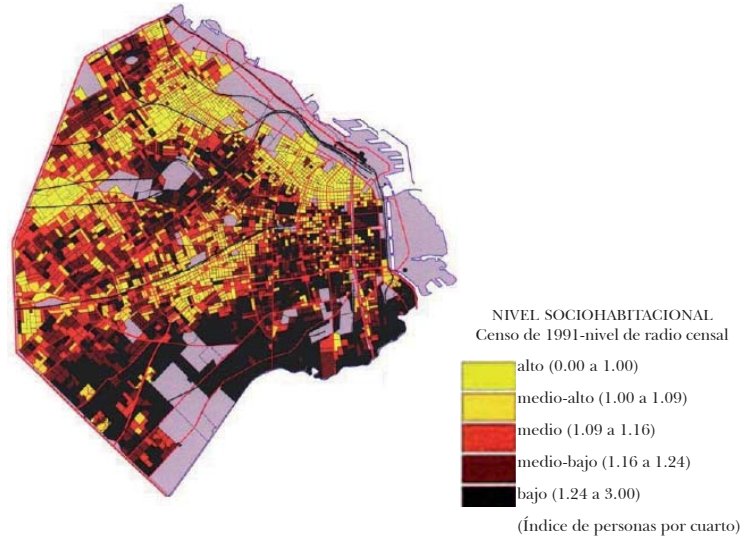 NIVEL SOCIOHABITACIONAL
Censo de 1991-nivel de radio censal
alto (0.00 a 1.00)
medio-alto (1.00 a 1.09)
medio (1.09 a 1.16)
medio-bajo (1.16 a 1.24)
bajo (1.24 a 3.00)
(Índice de personas por cuarto)